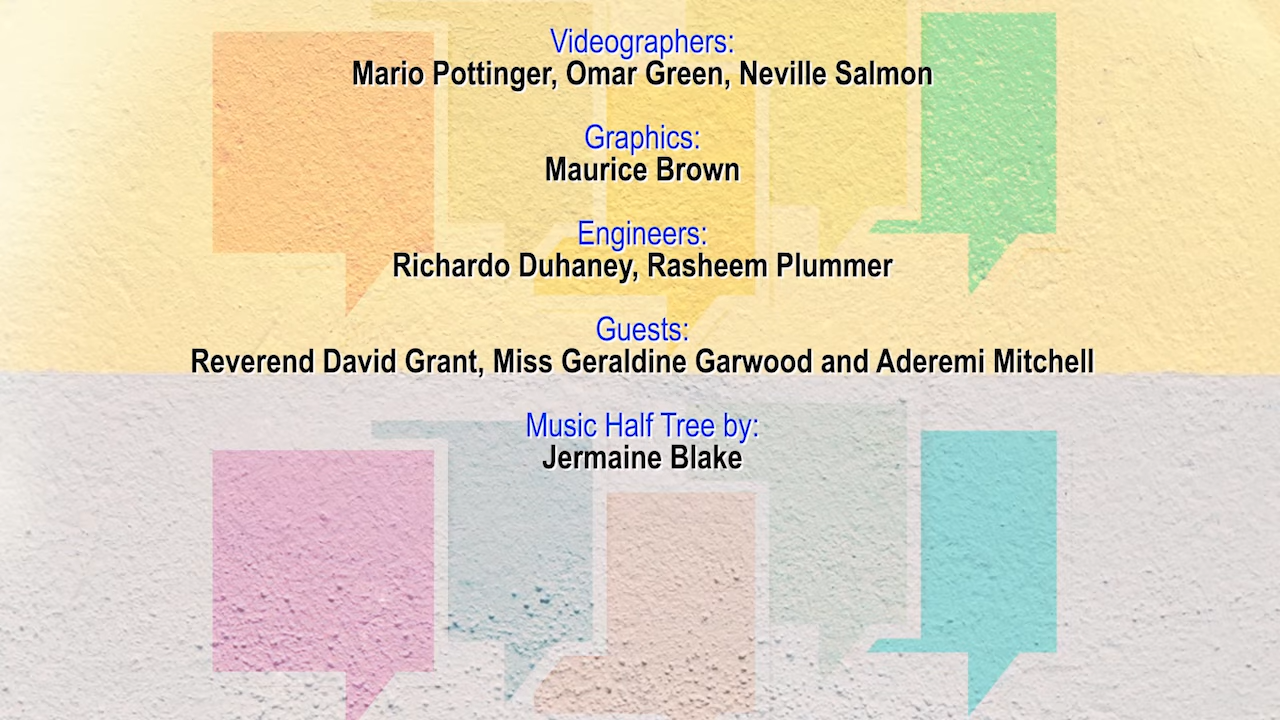 Videographers:
Mario Pottinger, Omar Green, Neville Salmon
Graphics:
Maurice Brown
Engineers:
Richardo Duhaney, Rasheem Plummer
Guests:
Reverend David Grant, Miss Geraldine Garwood and Aderemi Mitchell
Music Half Tree by:
Jermaine Blake